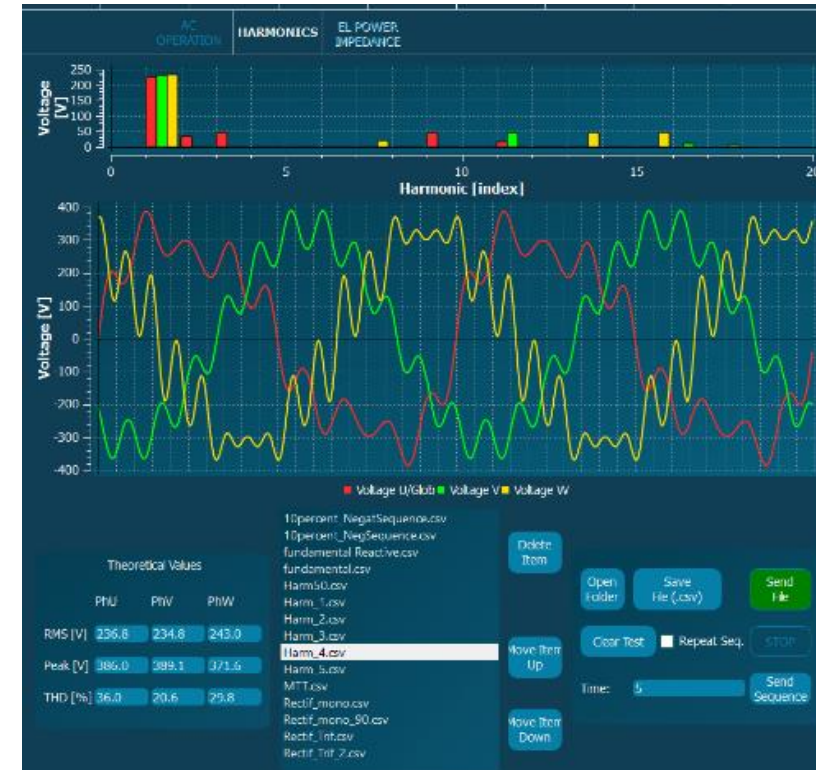 AC OPERATION
HARMONICS
EL POWER IMPEDANCE
Voltage [V]
250
200
150
100
50
0
0
5
10
15
20
Harmonic [index]
Voltage [V]
400
300
200
100
0
100
-200
-300
-400
Voltage U/Glob
Voltage V
Voltage W
10percent_NegatSequence.csv
10percent_NegSequence.csv
fundamental Reactive.csv
fundamental.csv
Harm50.csv
Harm_1.csv
Harm_2.csv
Harm_3.csv
Harm_4.csv
Harm_5.csv
MTT.csv
Rectif_mono.csv
Rectif_mono_90.csv
Rectif_Trif.csv
Rectif_Trif_2.csv
Theoretical Values
PhU PhV PhW
RMS [V] 236.8 234.8 243.0
Peak [V] 386.0 389.1 371.6
THD [%] 36.0 20.6 29.8
Delete Item
Move Item Up
Move Item Down
Open Folder
Save File (.csv)
Send File
Clear Test
Repeat Seq.
STOP
Time: 5
Send Sequence